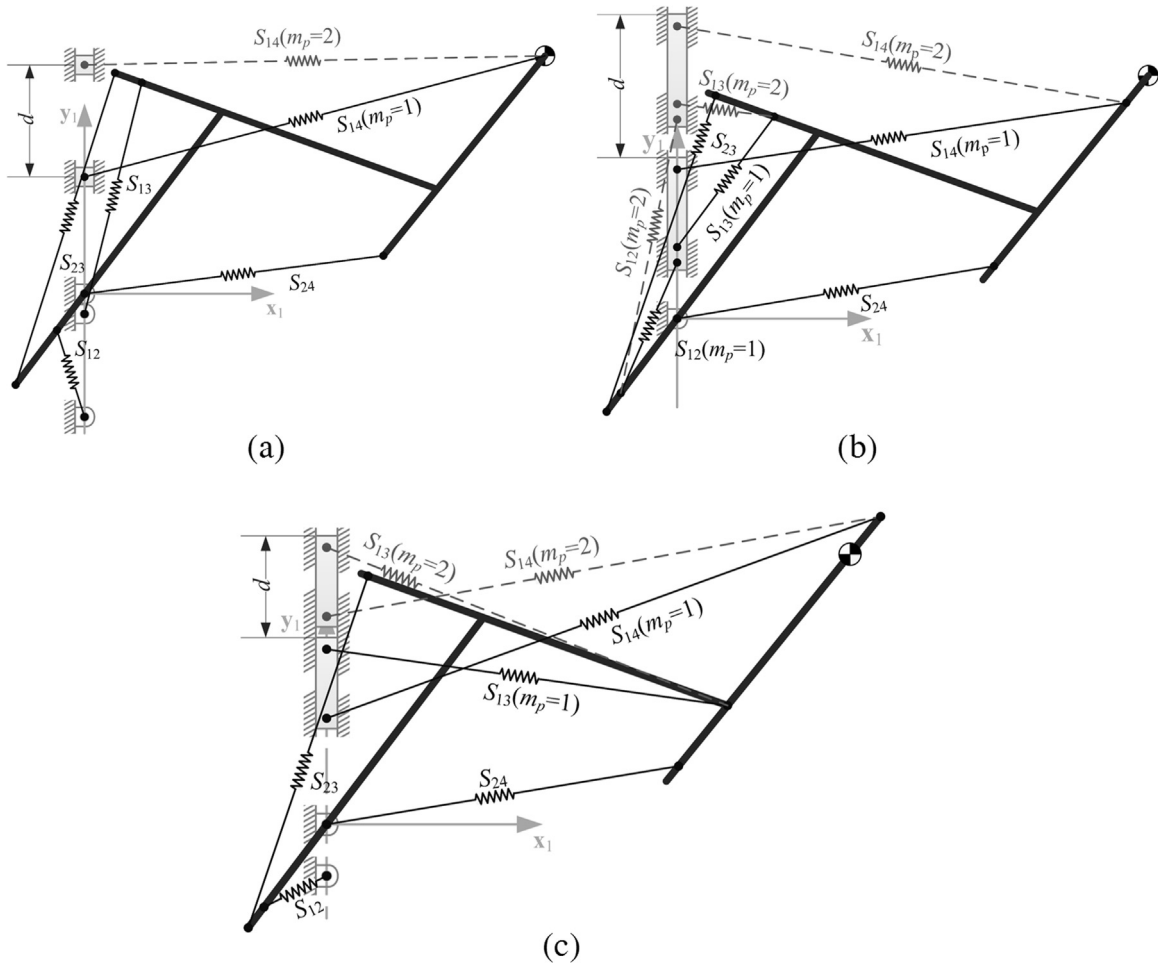 S₁₄(mₚ=2)
d
y₁
S₁₄(mₚ=1)
S₁₃
S₂₃
S₂₄
x₁
S₁₂
(a)
S₁₄(mₚ=2)
d
S₁₃(mₚ=2)
y₁
S₂₃
S₁₄(mₚ=1)
S₁₃(mₚ=1)
S₁₂(mₚ=2)
S₂₄
x₁
S₁₂(mₚ=1)
(b)
S₁₃(mₚ=2)
S₁₄(mₚ=2)
d
y₁
S₁₄(mₚ=1)
S₁₃(mₚ=1)
S₂₃
S₂₄
x₁
S₁₂
(c)